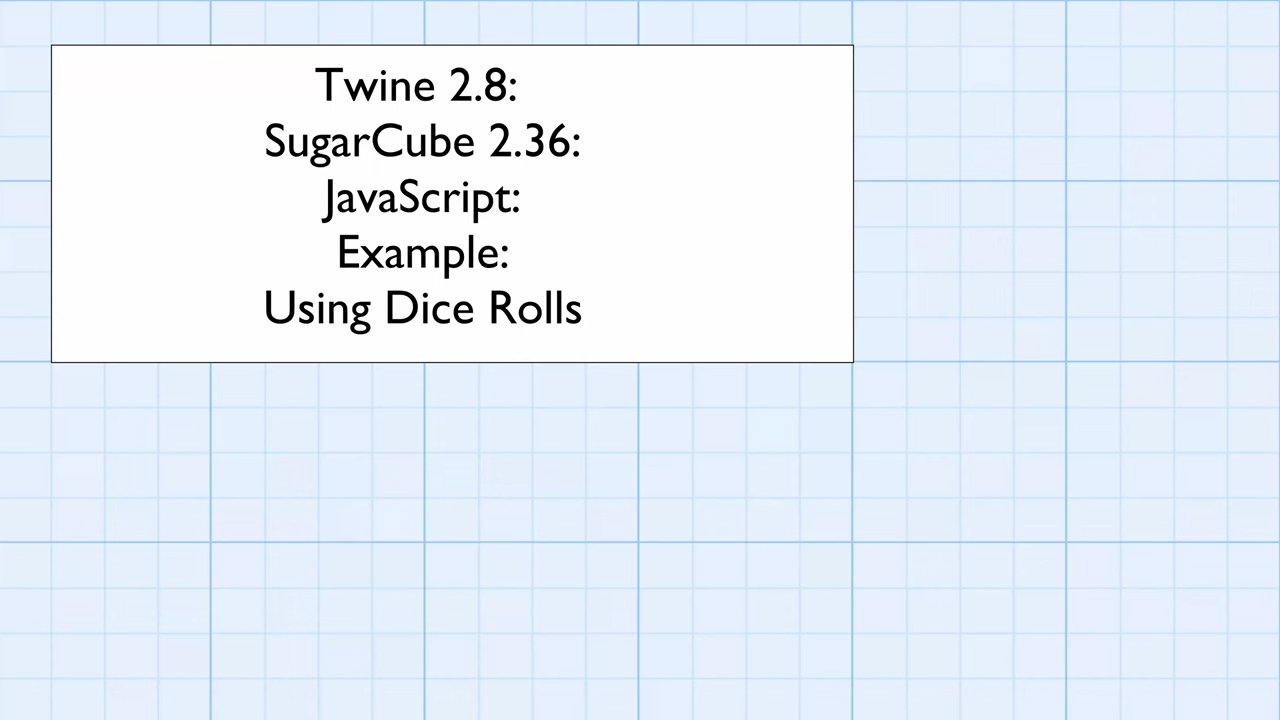 Twine 2.8:
SugarCube 2.36:
JavaScript:
Example:
Using Dice Rolls